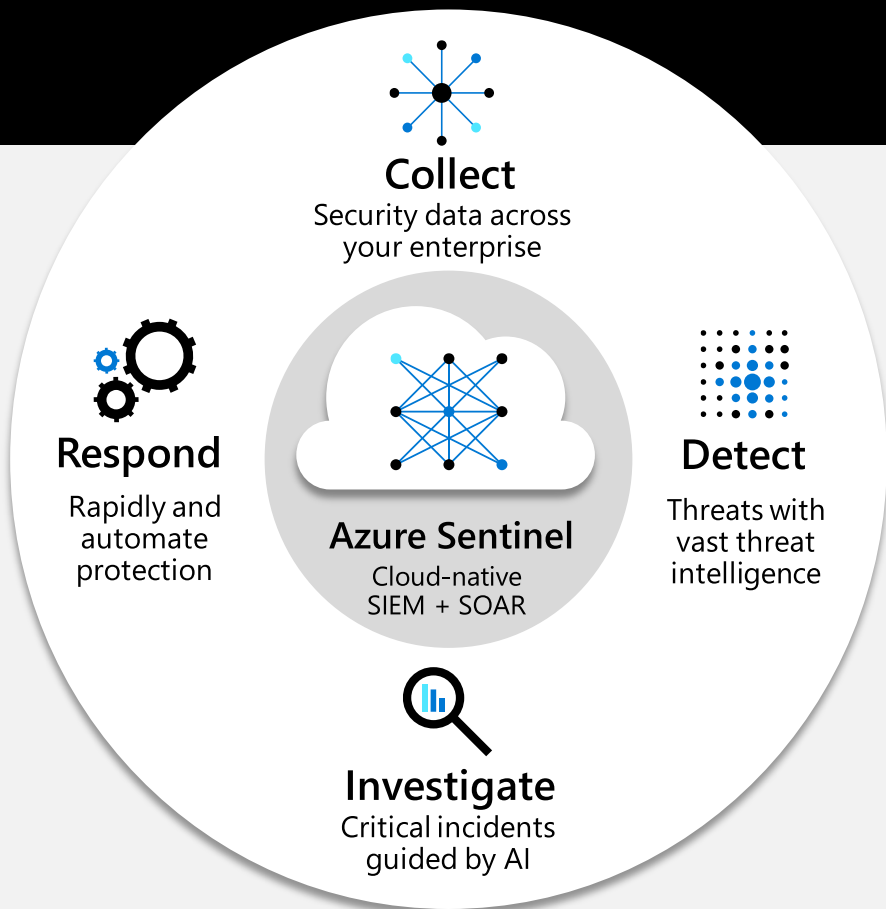 Collect
Security data across
your enterprise
Respond
Rapidly and
automate
protection
Azure Sentinel
Cloud-native
SIEM + SOAR
Detect
Threats with
vast threat
intelligence
Investigate
Critical incidents
guided by AI